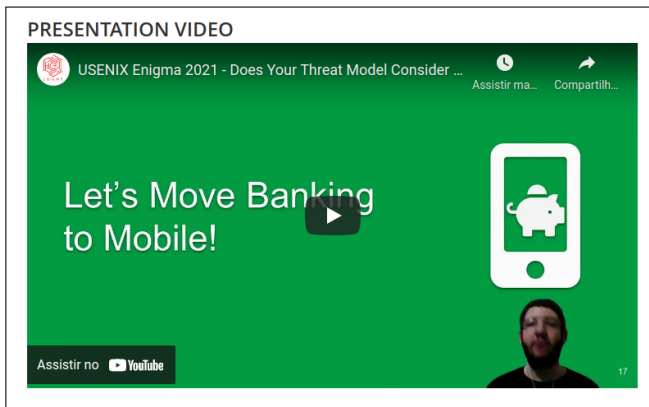 PRESENTATION VIDEO
ENIGMA
USENIX Enigma 2021 - Does Your Threat Model Consider ...
Assistir ma...
Compartilh...
Let's Move Banking
to Mobile!
Assistir no YouTube
17